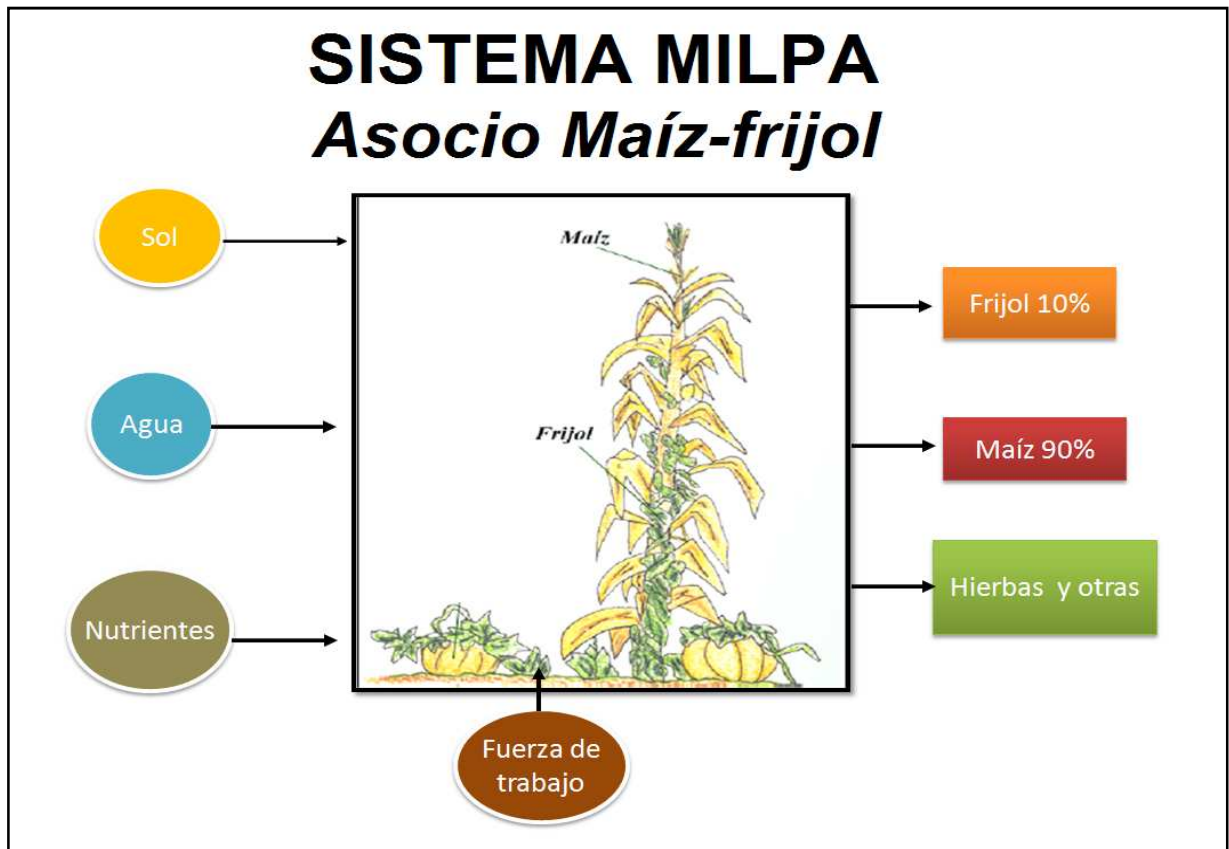 SISTEMA MILPA
Asocio Maíz-frijol
Sol
Agua
Nutrientes
Maíz
Frijol
Fuerza de
trabajo
Frijol 10%
Maíz 90%
Hierbas y otras